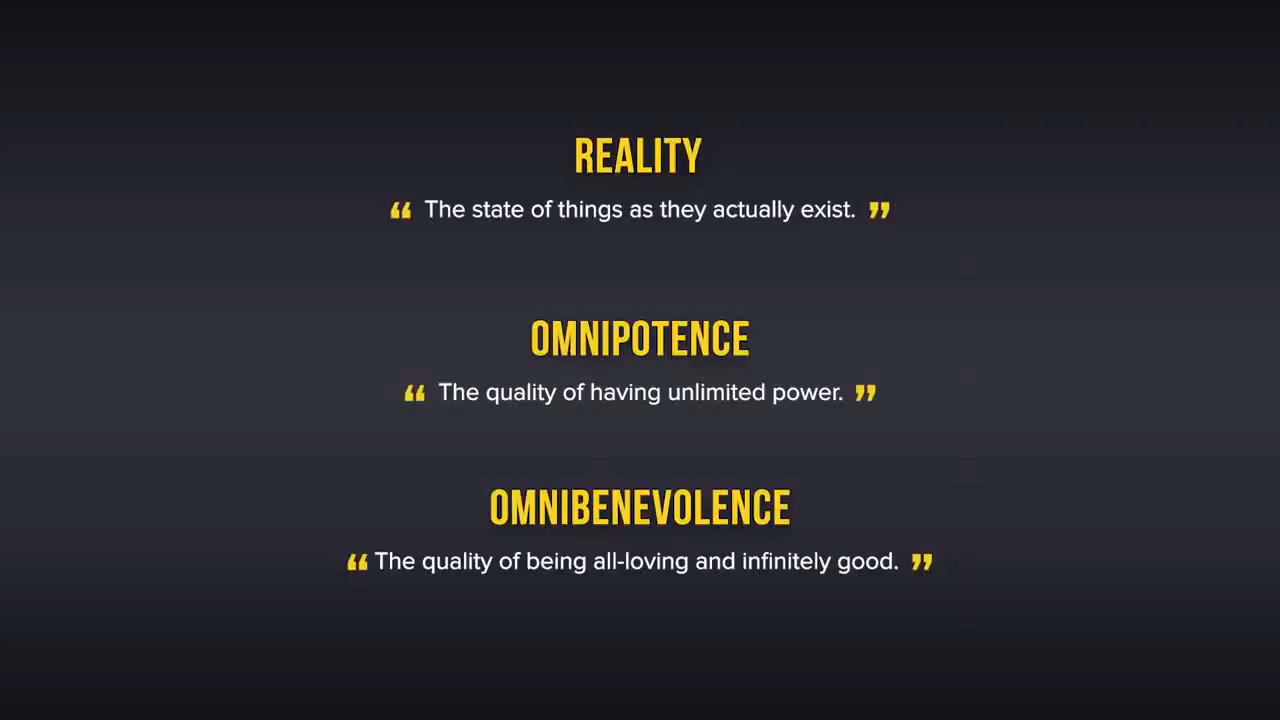 REALITY
“ The state of things as they actually exist. ”
OMNIPOTENCE
“ The quality of having unlimited power. ”
OMNIBENEVOLENCE
“ The quality of being all-loving and infinitely good. ”